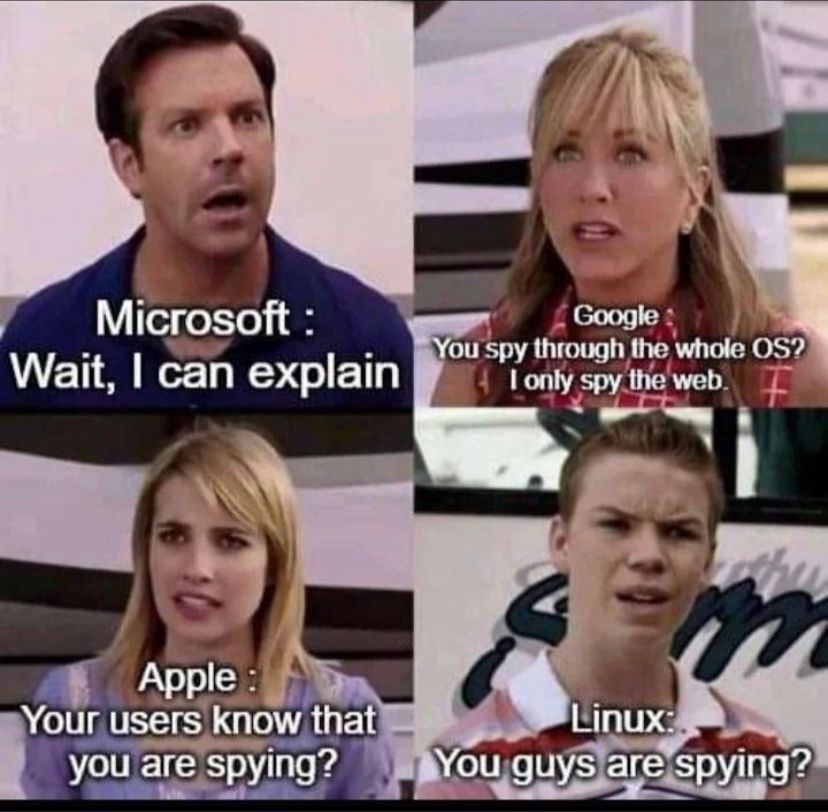 Microsoft :
Wait, I can explain
Google :
You spy through the whole OS?
I only spy the web.
Apple :
Your users know that
you are spying?
Linux:
You guys are spying?